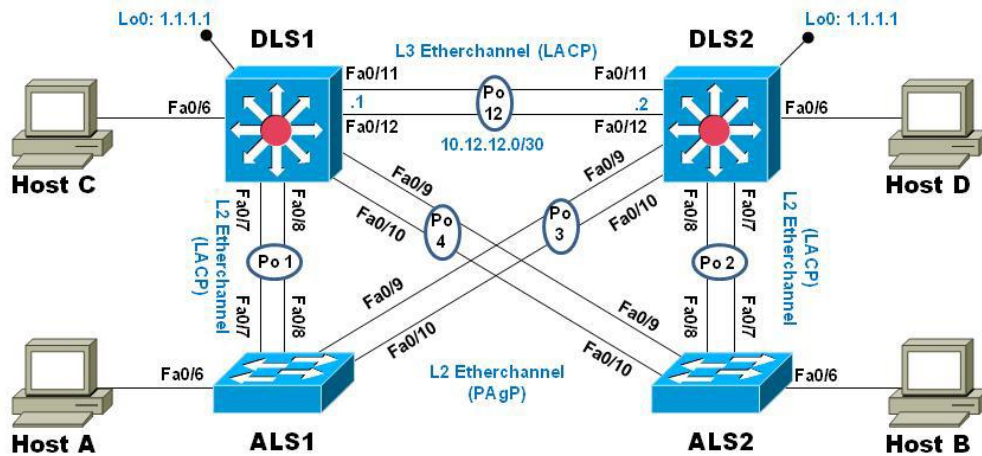 Lo0: 1.1.1.1
Lo0: 1.1.1.1
DLS1
DLS2
L3 Etherchannel (LACP)
Fa0/11
Fa0/11
Fa0/6
.1
Po
12
.2
Fa0/6
Fa0/12
Fa0/12
10.12.12.0/30
Host C
Host D
Fa0/9
Fa0/9
Fa0/10
Fa0/10
Fa0/7
Fa0/8
Fa0/8
Fa0/7
L2 Etherchannel
(LACP)
Po 1
Po
4
Po
3
Po 2
L2 Etherchannel
(LACP)
Fa0/7
Fa0/8
Fa0/9
Fa0/10
Fa0/9
Fa0/10
Fa0/8
Fa0/7
Fa0/6
L2 Etherchannel
(PAgP)
Fa0/6
Host A
ALS1
ALS2
Host B